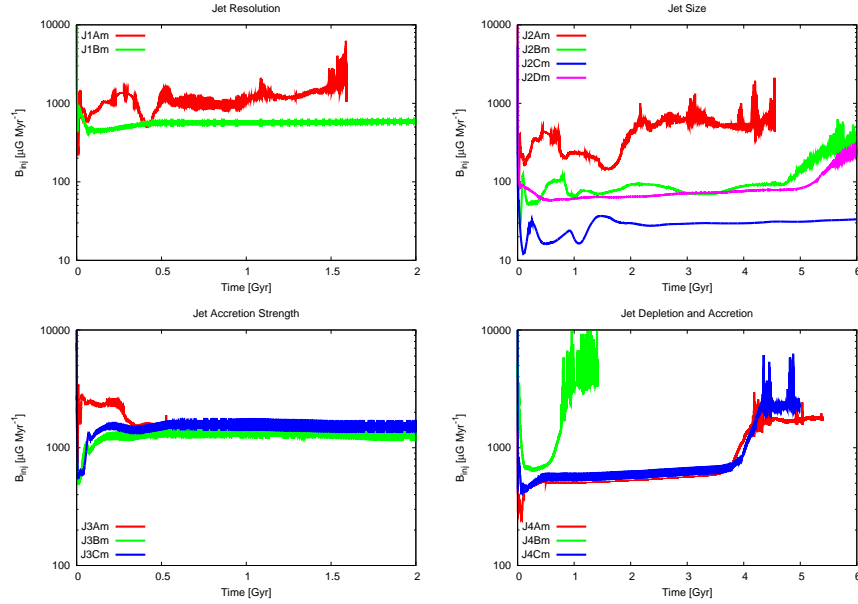 Jet Resolution
10000
1000
100
10
0
0.5
1
1.5
2
B_inj [μG Myr⁻¹]
Time [Gyr]
J1Am
J1Bm
Jet Size
10000
1000
100
10
0
1
2
3
4
5
6
B_inj [μG Myr⁻¹]
Time [Gyr]
J2Am
J2Bm
J2Cm
J2Dm
Jet Accretion Strength
10000
1000
100
0
0.5
1
1.5
2
B_inj [μG Myr⁻¹]
Time [Gyr]
J3Am
J3Bm
J3Cm
Jet Depletion and Accretion
10000
1000
100
0
1
2
3
4
5
6
B_inj [μG Myr⁻¹]
Time [Gyr]
J4Am
J4Bm
J4Cm